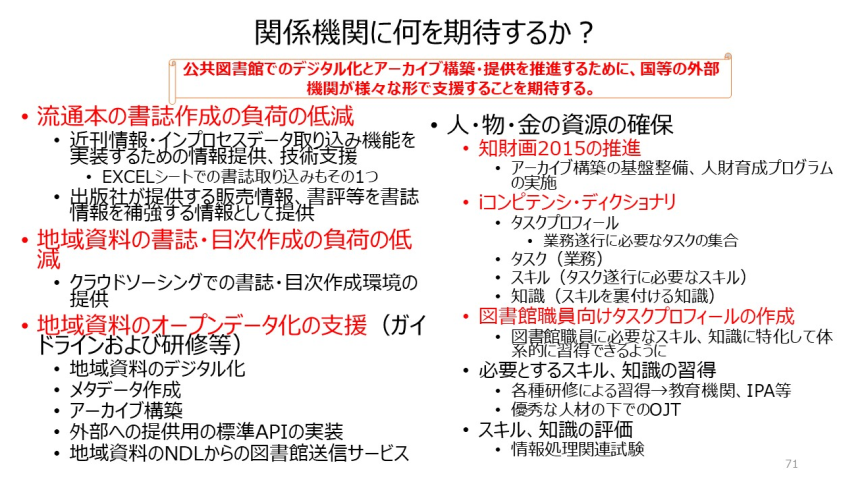 関係機関に何を期待するか？
公共図書館でのデジタル化とアーカイブ構築・提供を推進するために、国等の外部
機関が様々な形で支援することを期待する。
• 流通本の書誌作成の負荷の低減
• 近刊情報・インプロセスデータ取り込み機能を
実装するための情報提供、技術支援
• EXCELシートでの書誌取り込みもその1つ
• 出版社が提供する販売情報、書評等を書誌
情報を補強する情報として提供
• 地域資料の書誌・目次作成の負荷の低
減
• クラウドソーシングでの書誌・目次作成環境の
提供
• 地域資料のオープンデータ化の支援（ガイ
ドラインおよび研修等）
• 地域資料のデジタル化
• メタデータ作成
• アーカイブ構築
• 外部への提供用の標準APIの実装
• 地域資料のNDLからの図書館送信サービス
• 人・物・金の資源の確保
• 知財画2015の推進
• アーカイブ構築の基盤整備、人財育成プログラム
の実施
• iコンピテンシ・ディクショナリ
• タスクプロフィール
• 業務遂行に必要なタスクの集合
• タスク（業務）
• スキル（タスク遂行に必要なスキル）
• 知識（スキルを裏付ける知識）
• 図書館職員向けタスクプロフィールの作成
• 図書館職員に必要なスキル、知識に特化して体
系的に習得できるように
• 必要とするスキル、知識の習得
• 各種研修による習得→教育機関、IPA等
• 優秀な人材の下でのOJT
• スキル、知識の評価
• 情報処理関連試験
71